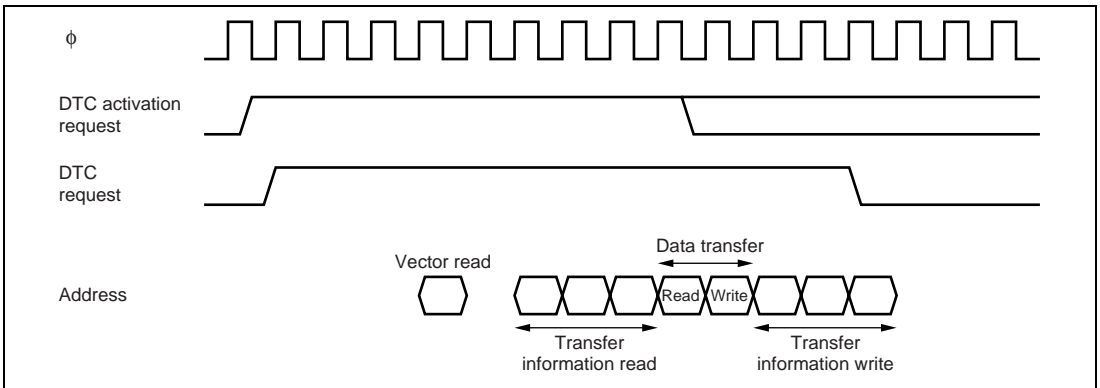 ϕ
DTC activation
request
DTC
request
Data transfer
Vector read
Address
Read
Write
Transfer
information read
Transfer
information write